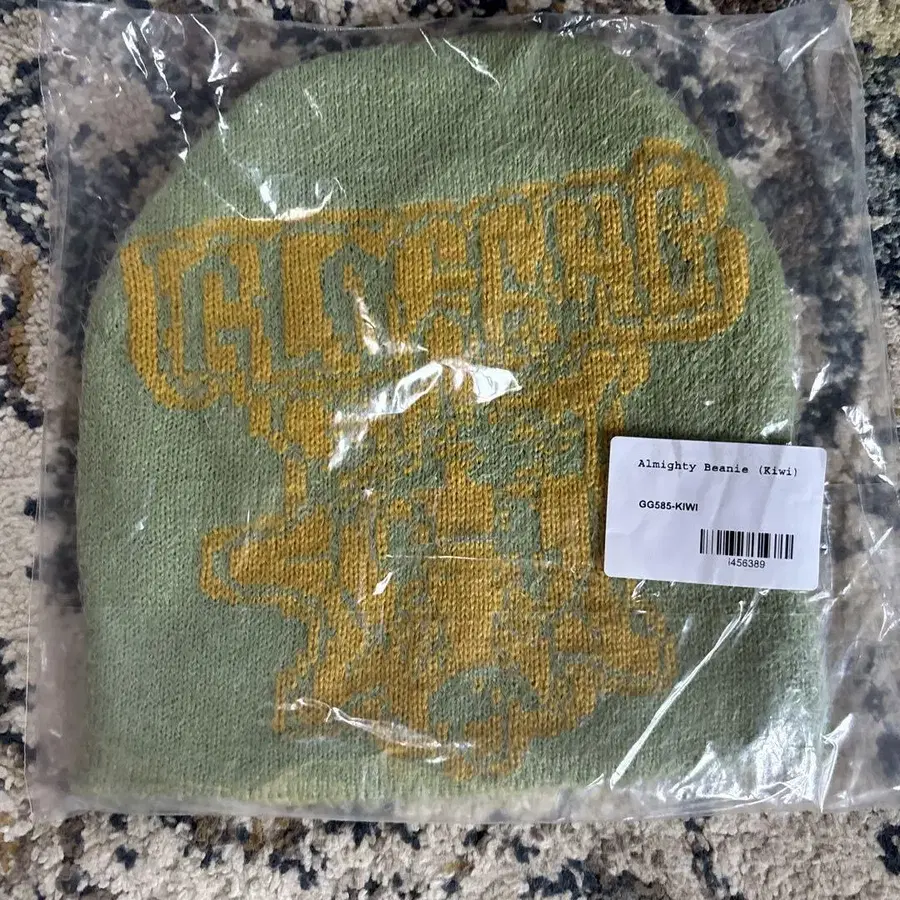 Almighty Beanie (Kiwi)
GG585-KIWI
i456389